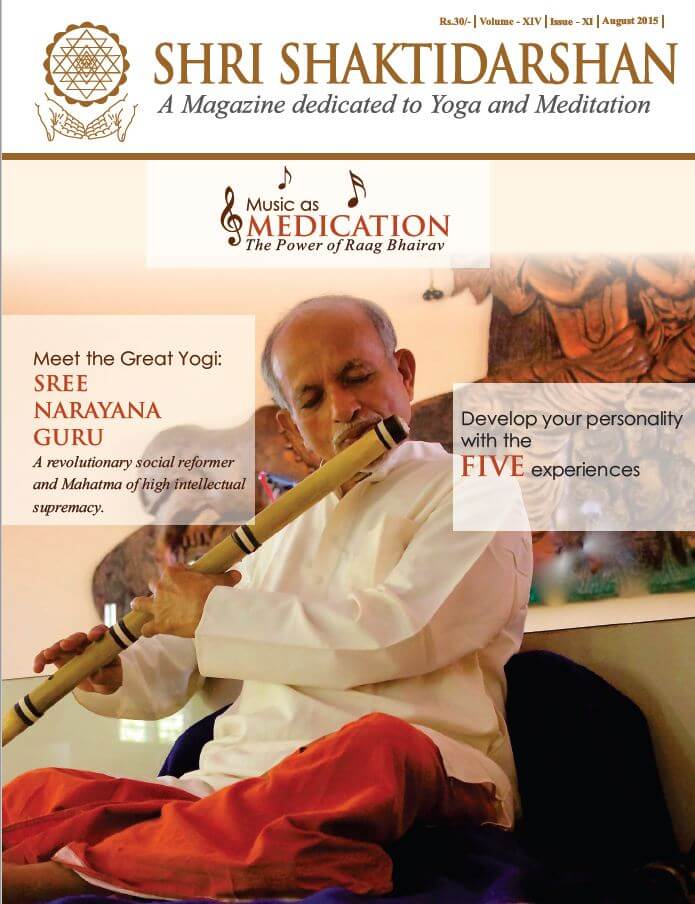 Rs.30/- | Volume - XIV | Issue - XI | August 2015 |
SHRI SHAKTIDARSHAN
A Magazine dedicated to Yoga and Meditation
Music as
MEDICATION
The Power of Raag Bhairav
Meet the Great Yogi:
SREE
NARAYANA
GURU
A revolutionary social reformer
and Mahatma of high intellectual
supremacy.
Develop your personality
with the
FIVE experiences